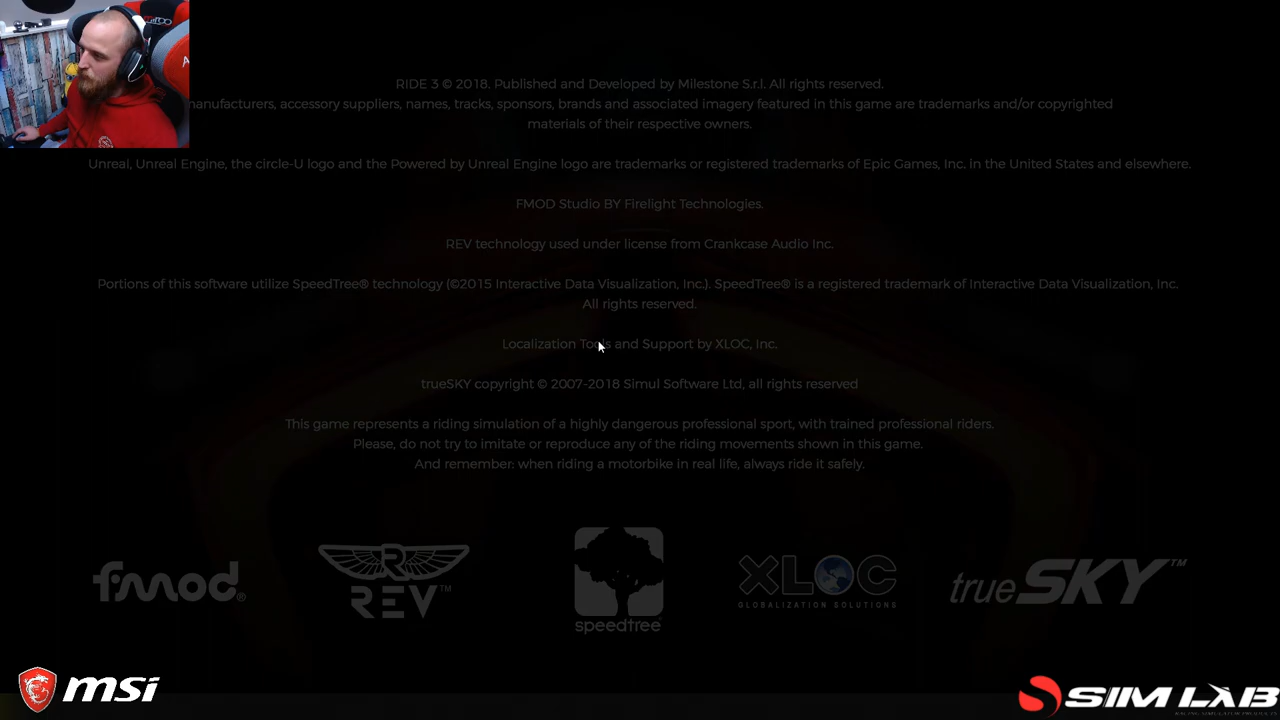 RIDE 3 © 2018. Published and Developed by Milestone S.r.l. All rights reserved.
manufacturers, accessory suppliers, names, tracks, sponsors, brands and associated imagery featured in this game are trademarks and/or copyrighted
materials of their respective owners.
Unreal, Unreal Engine, the circle-U logo and the Powered by Unreal Engine logo are trademarks or registered trademarks of Epic Games, Inc. in the United States and elsewhere.
FMOD Studio BY Firelight Technologies.
REV technology used under license from Crankcase Audio Inc.
Portions of this software utilize SpeedTree® technology (©2015 Interactive Data Visualization, Inc.). SpeedTree® is a registered trademark of Interactive Data Visualization, Inc.
All rights reserved.
Localization Tools and Support by XLOC, Inc.
trueSKY copyright © 2007-2018 Simul Software Ltd, all rights reserved
This game represents a riding simulation of a highly dangerous professional sport, with trained professional riders.
Please, do not try to imitate or reproduce any of the riding movements shown in this game.
And remember: when riding a motorbike in real life, always ride it safely.
fmod®
R
REV™
speedtree®
XLOC
GLOBALIZATION SOLUTIONS
trueSKY™
msi
SIM LAB